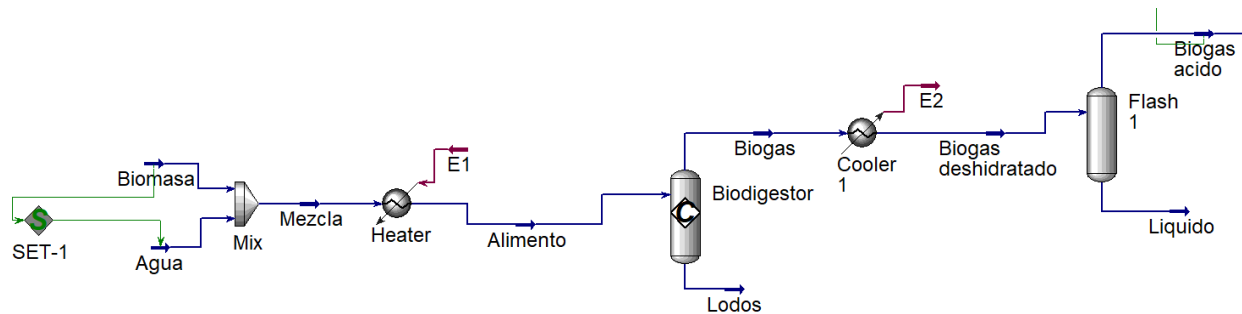 Biogas
acido
Flash
1
E2
Biogas
Cooler
1
Biogas
deshidratado
E1
Biomasa
Biodigestor
S
C
Mezcla
Heater
Alimento
Mix
SET-1
Agua
Liquido
Lodos